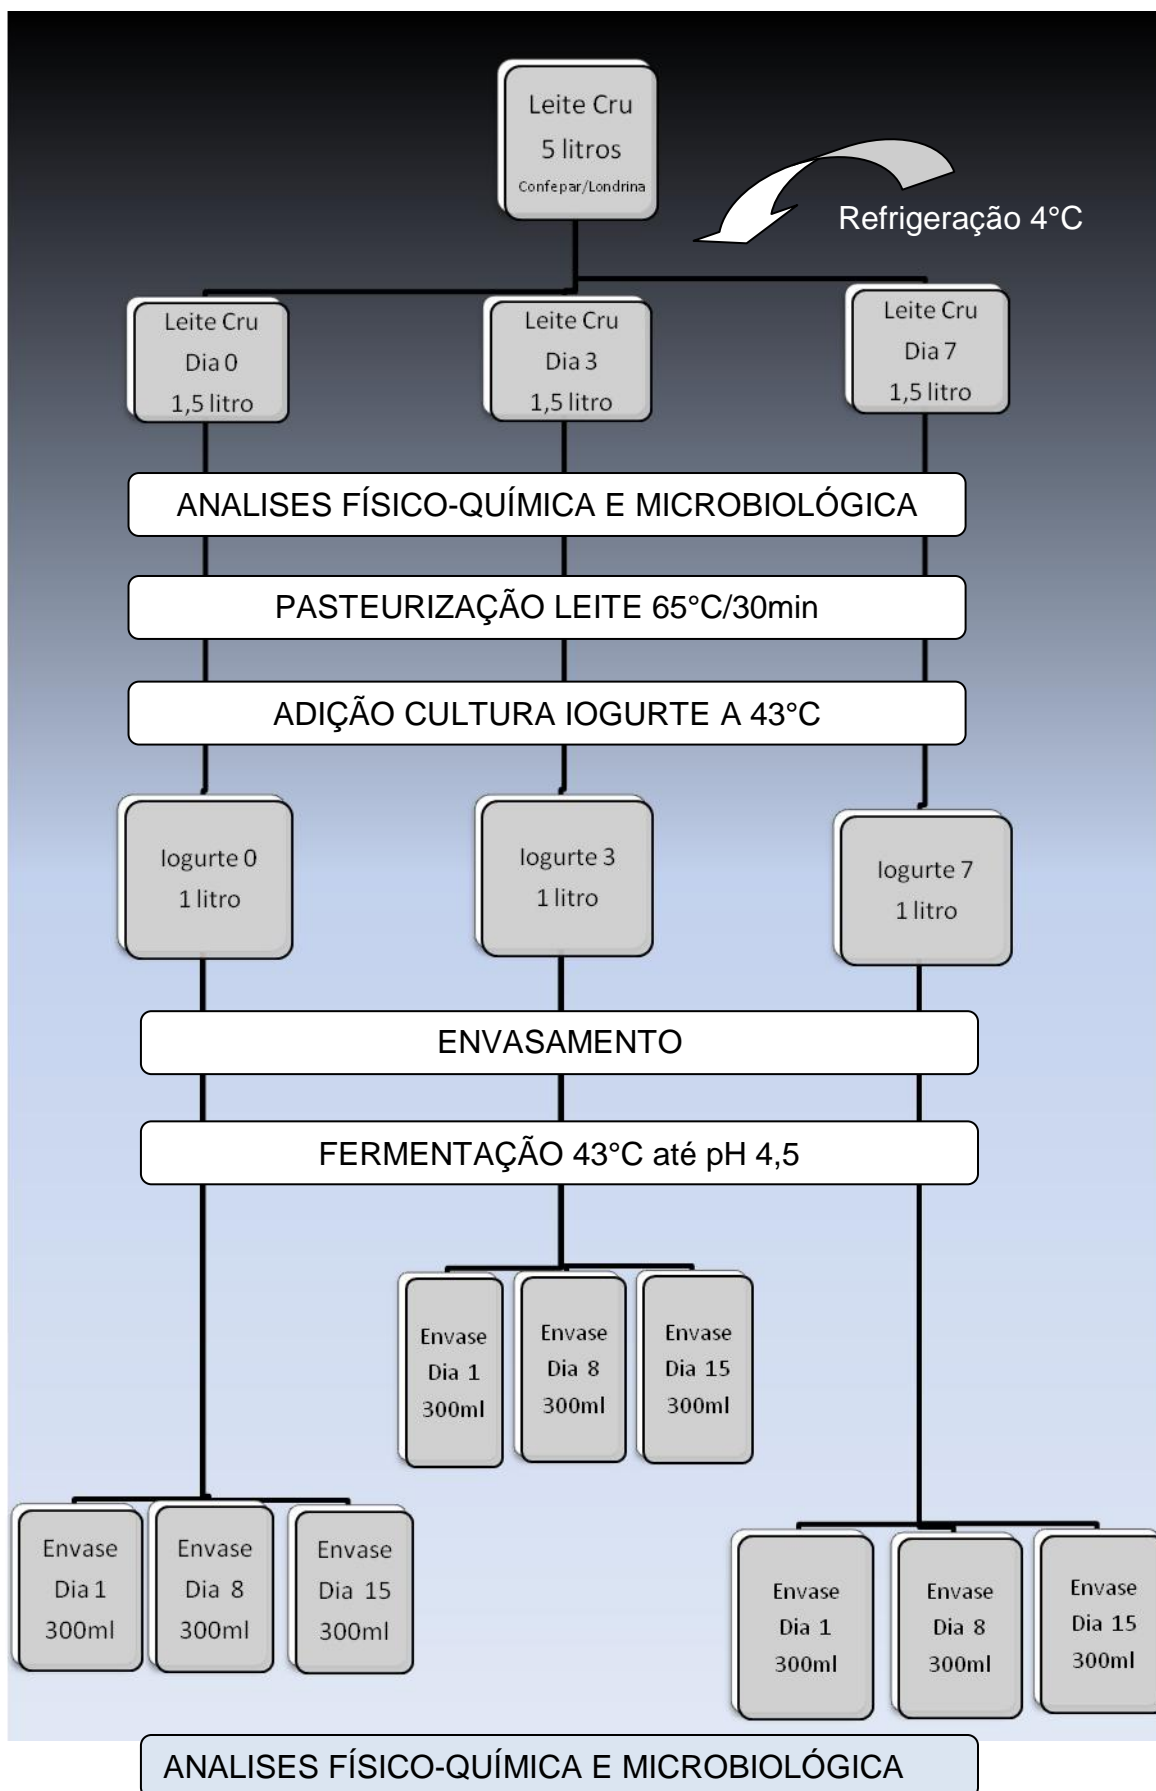 Leite Cru
5 litros
Confepar/Londrina
Refrigeração 4°C
Leite Cru
Dia 0
1,5 litro
Leite Cru
Dia 3
1,5 litro
Leite Cru
Dia 7
1,5 litro
ANALISES FÍSICO-QUÍMICA E MICROBIOLÓGICA
PASTEURIZAÇÃO LEITE 65°C/30min
ADIÇÃO CULTURA IOGURTE A 43°C
Iogurte 0
1 litro
Iogurte 3
1 litro
Iogurte 7
1 litro
ENVASAMENTO
FERMENTAÇÃO 43°C até pH 4,5
Envase
Dia 1
300ml
Envase
Dia 8
300ml
Envase
Dia 15
300ml
Envase
Dia 1
300ml
Envase
Dia 8
300ml
Envase
Dia 15
300ml
Envase
Dia 1
300ml
Envase
Dia 8
300ml
Envase
Dia 15
300ml
ANALISES FÍSICO-QUÍMICA E MICROBIOLÓGICA